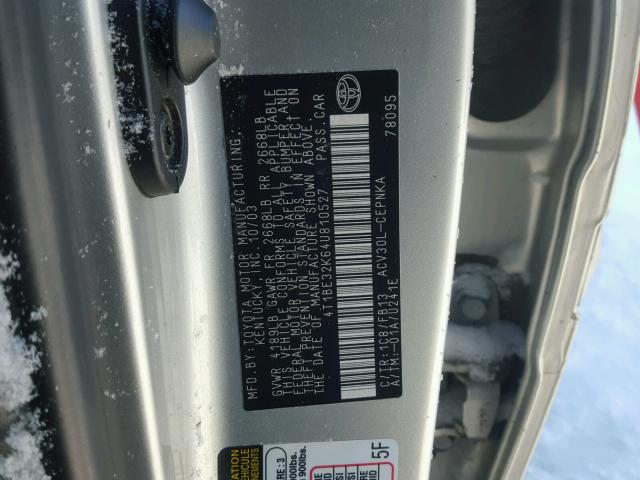 MFD.BY:TOYOTA MOTOR MANUFACTURING,
KENTUCKY, INC. 10/03
GVWR 4189LB GAWR FR 2668LB RR 2668LB
THIS VEHICLE CONFORMS TO ALL APPLICABLE
FEDERAL MOTOR VEHICLE SAFETY, BUMPER AND
THEFT PREVENTION STANDARDS IN EFFECT ON
THE DATE OF MANUFACTURE SHOWN ABOVE.
4T1BE32K64U810527 PASS.CAR
C/TR:1C8/FB13 ACV30L-CEPNKA
A/TM:-01A/U241E 78095
VEHICULE
5F